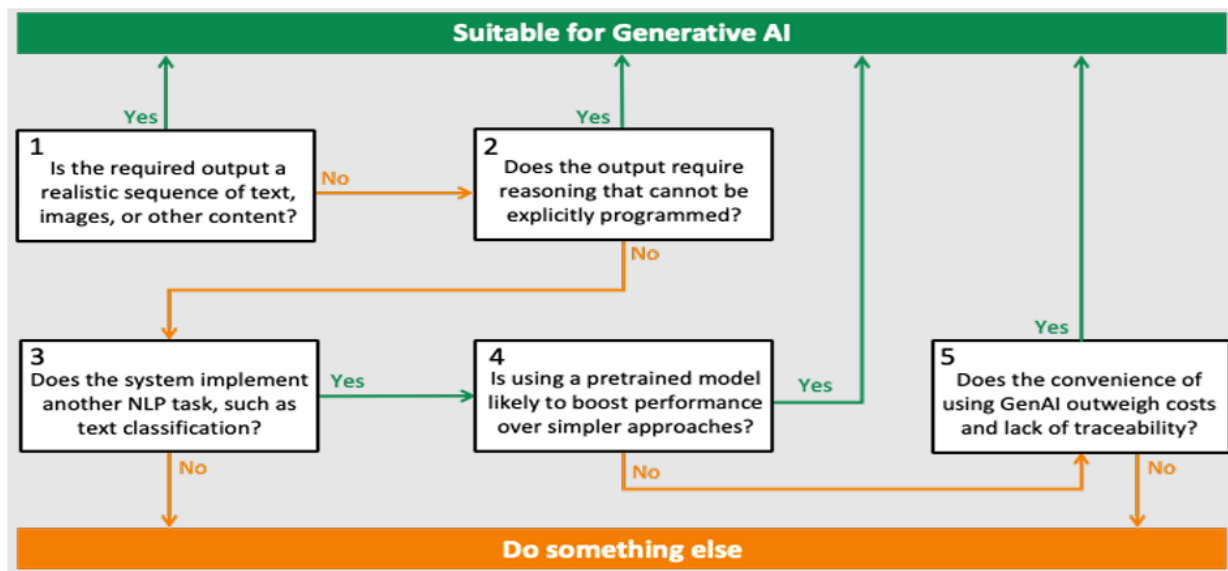 Suitable for Generative AI
Yes
Yes
1
Is the required output a
realistic sequence of text,
images, or other content?
No
2
Does the output require
reasoning that cannot be
explicitly programmed?
No
3
Does the system implement
another NLP task, such as
text classification?
Yes
4
Is using a pretrained model
likely to boost performance
over simpler approaches?
Yes
Yes
5
Does the convenience of
using GenAI outweigh costs
and lack of traceability?
No
No
No
Do something else